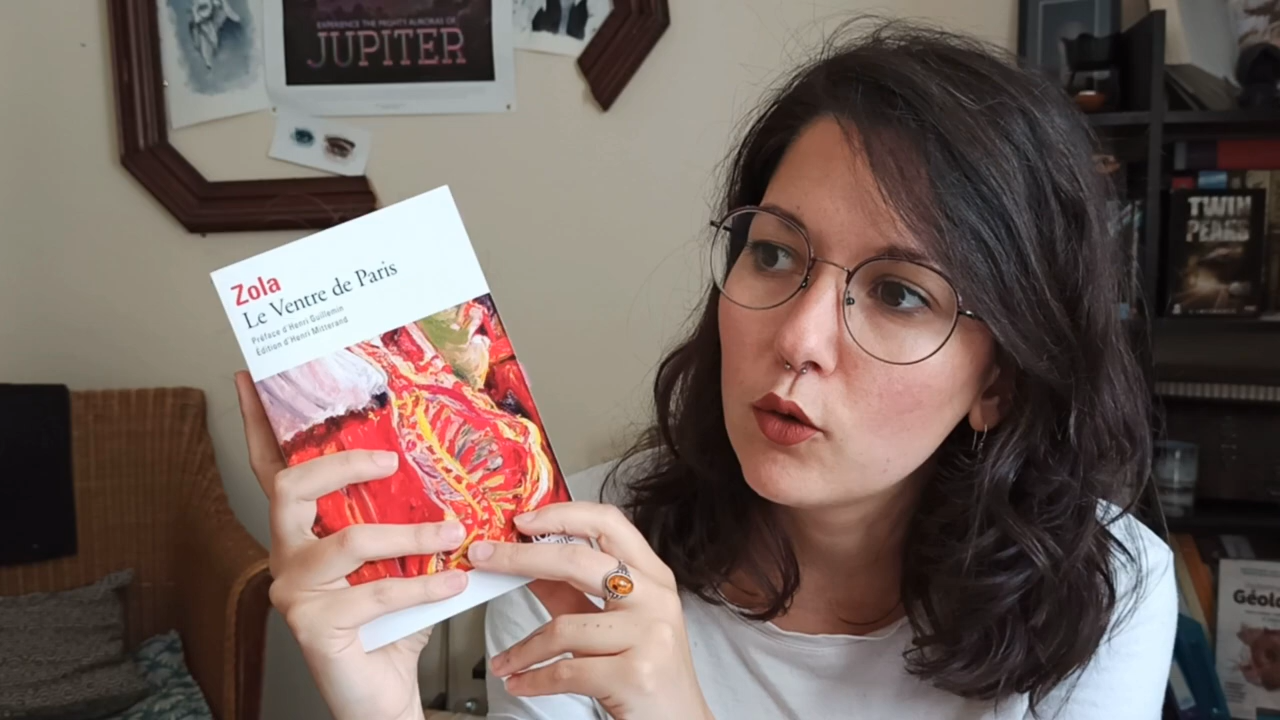 EXPERIENCE THE MIGHTY AURORAS OF
JUPITER
Zola
Le Ventre de Paris
Préface d'Henri Guillemin
Édition d'Henri Mitterand
TWIN
PEAKS
Géolo